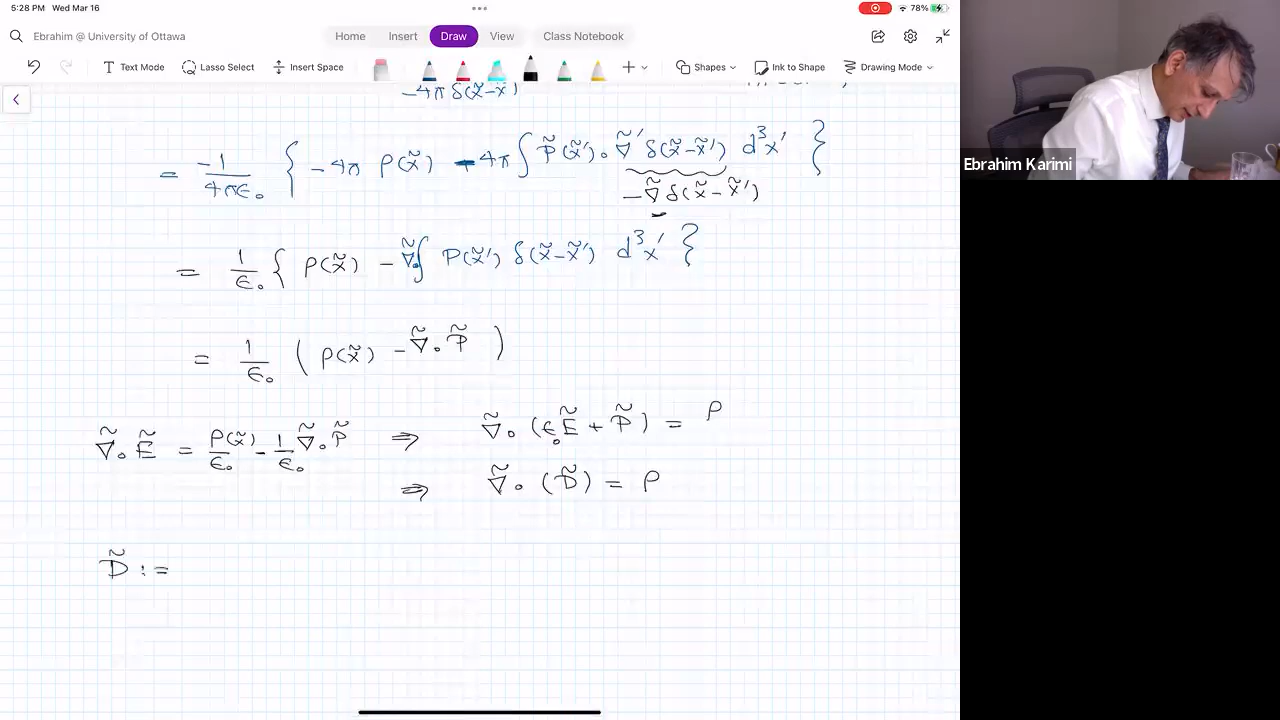 5:28 PM Wed Mar 16
78%
Ebrahim @ University of Ottawa
Home Insert Draw View Class Notebook
Text Mode Lasso Select Insert Space Shapes Ink to Shape Drawing Mode
-4π δ(x̃-x̃')
= -1/4πε₀ { -4π ρ(x̃) - 4π ∫ P̃(x̃')•∇̃' δ(x̃-x̃') d³x' }
-∇̃ δ(x̃-x̃')
= 1/ε₀ { ρ(x̃) - ∇̃•∫ P(x̃') δ(x̃-x̃') d³x' }
= 1/ε₀ ( ρ(x̃) - ∇̃•P̃ )
∇̃•Ẽ = ρ(x̃)/ε₀ - 1/ε₀ ∇̃•P̃ ⇒ ∇̃•(ε₀Ẽ + P̃) = ρ
⇒ ∇̃•(D̃) = ρ
D̃ :=
Ebrahim Karimi